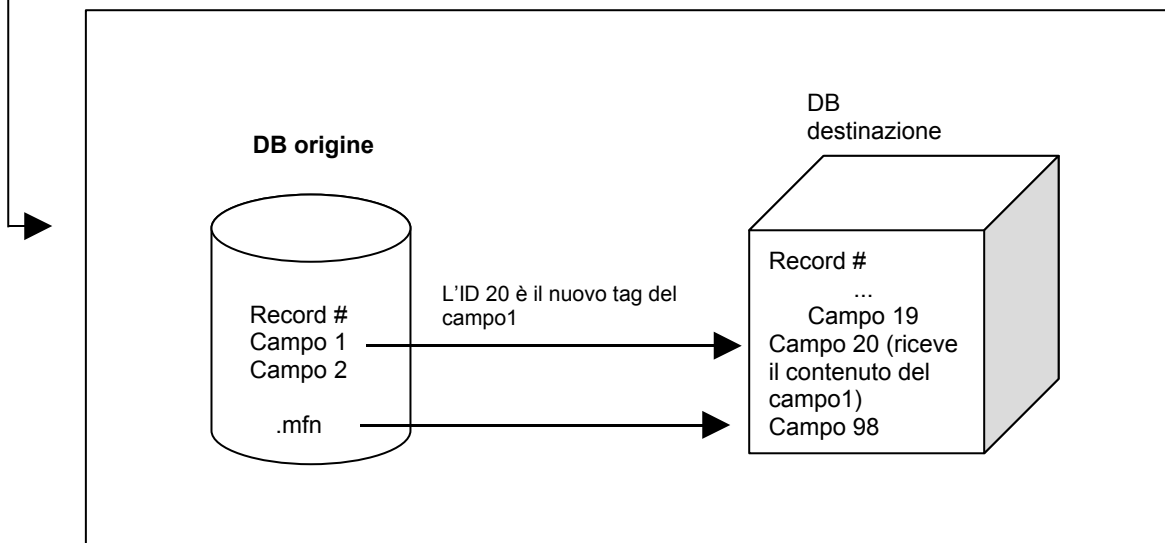 DB origine
Record #
Campo 1
Campo 2
.mfn
L'ID 20 è il nuovo tag del
campo1
DB
destinazione
Record #
...
Campo 19
Campo 20 (riceve
il contenuto del
campo1)
Campo 98